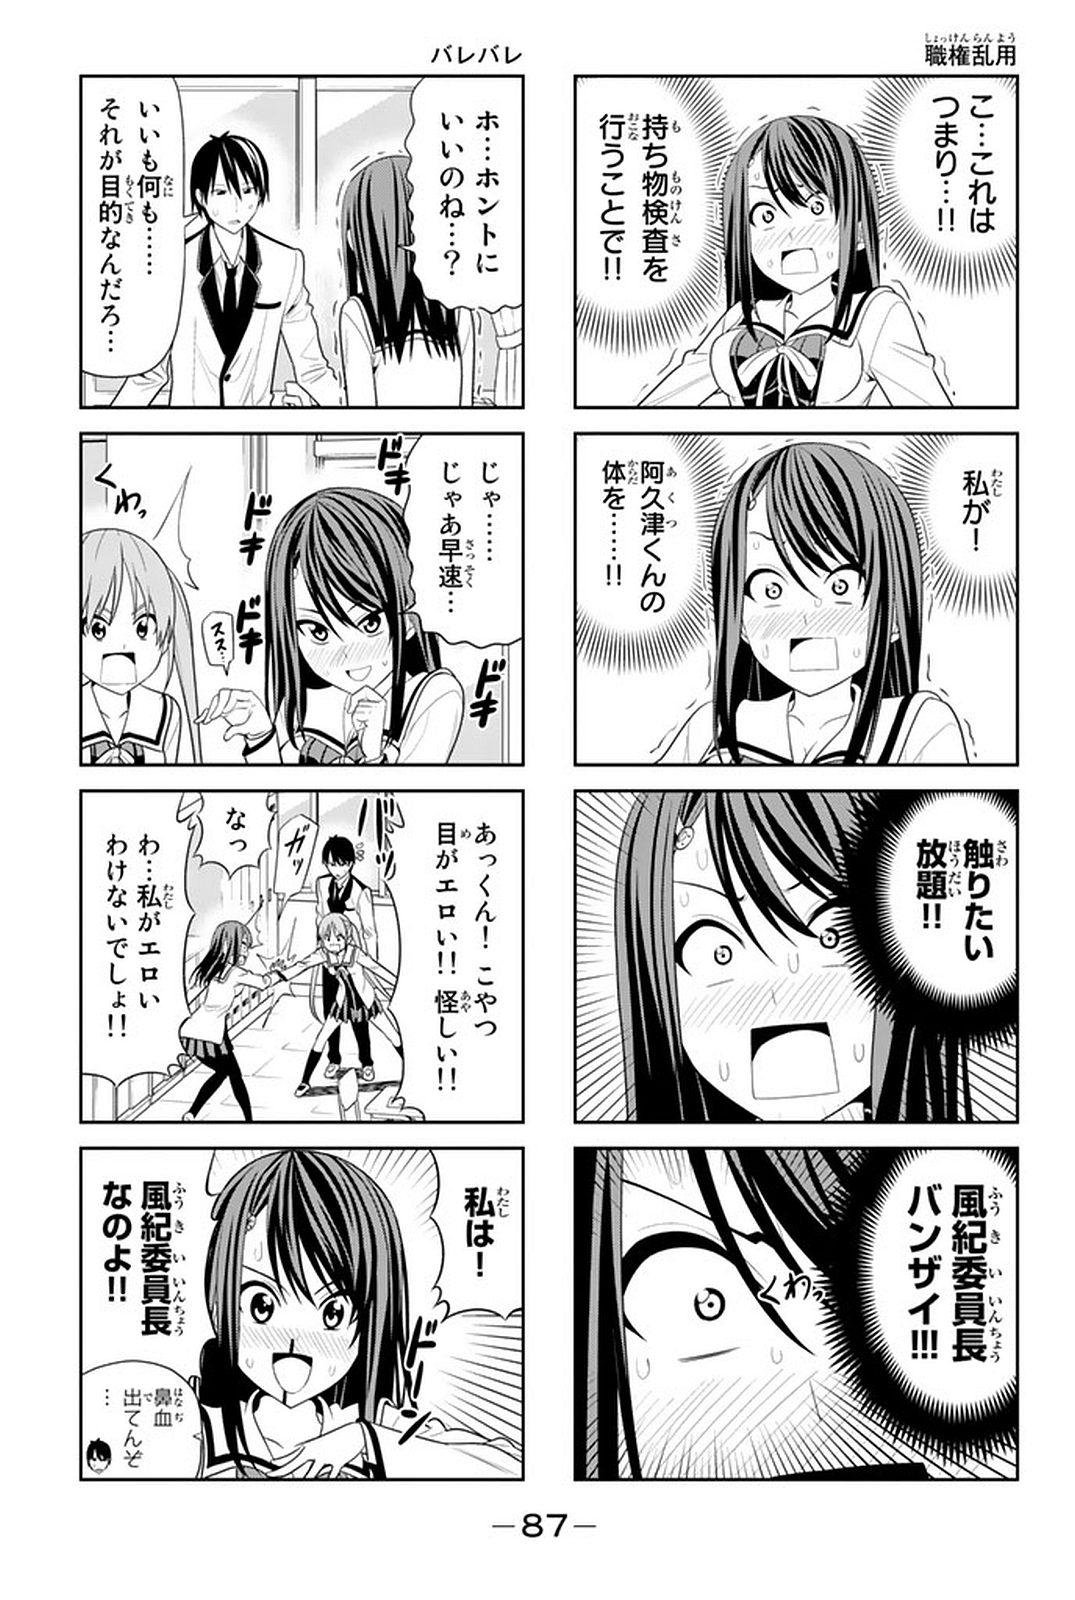 職権乱用
こ…これは
つまり…!!
持ち物検査を
行うことで!!
私が!
阿久津くんの
体を……!!
触りたい
放題!!
風紀委員長
バンザイ!!!
くわっ
バレバレ
ホ…ホントに
いいのね…?
いいも何も……
それが目的なんだろ…
じゃ……
じゃあ早速…
ドキ
ドキ
ドキ
ドキ
ススス…
くわっ
あっくん!こやつ
目がエロい!!怪しい!!
ガッ
なっ
わ…私がエロい
わけないでしょ!!
私は!
風紀委員長
なのよ!!
鼻血
出てんぞ
…
－87－